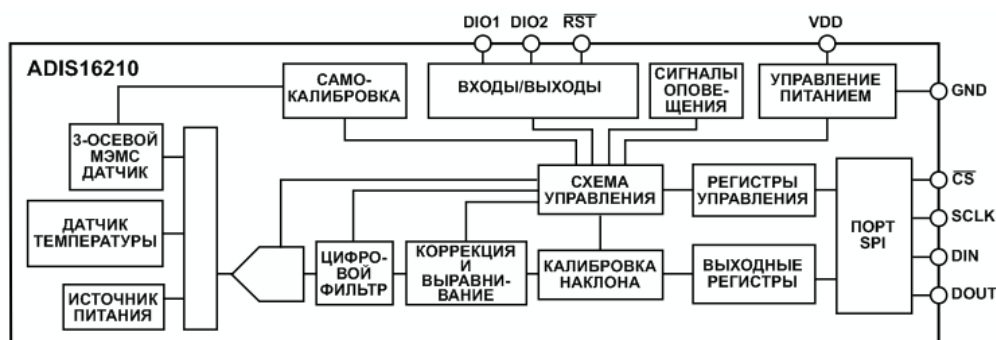 DIO1 DIO2 RST VDD
ADIS16210
САМО-
КАЛИБРОВКА
ВХОДЫ/ВЫХОДЫ
СИГНАЛЫ
ОПОВЕ-
ЩЕНИЯ
УПРАВЛЕНИЕ
ПИТАНИЕМ
GND
3-ОСЕВОЙ
МЭМС
ДАТЧИК
СХЕМА
УПРАВЛЕНИЯ
РЕГИСТРЫ
УПРАВЛЕНИЯ
ПОРТ
SPI
CS
SCLK
DIN
DOUT
ДАТЧИК
ТЕМПЕРАТУРЫ
ЦИФРО-
ВОЙ
ФИЛЬТР
КОРРЕКЦИЯ
И
ВЫРАВНИ-
ВАНИЕ
КАЛИБРОВКА
НАКЛОНА
ВЫХОДНЫЕ
РЕГИСТРЫ
ИСТОЧНИК
ПИТАНИЯ